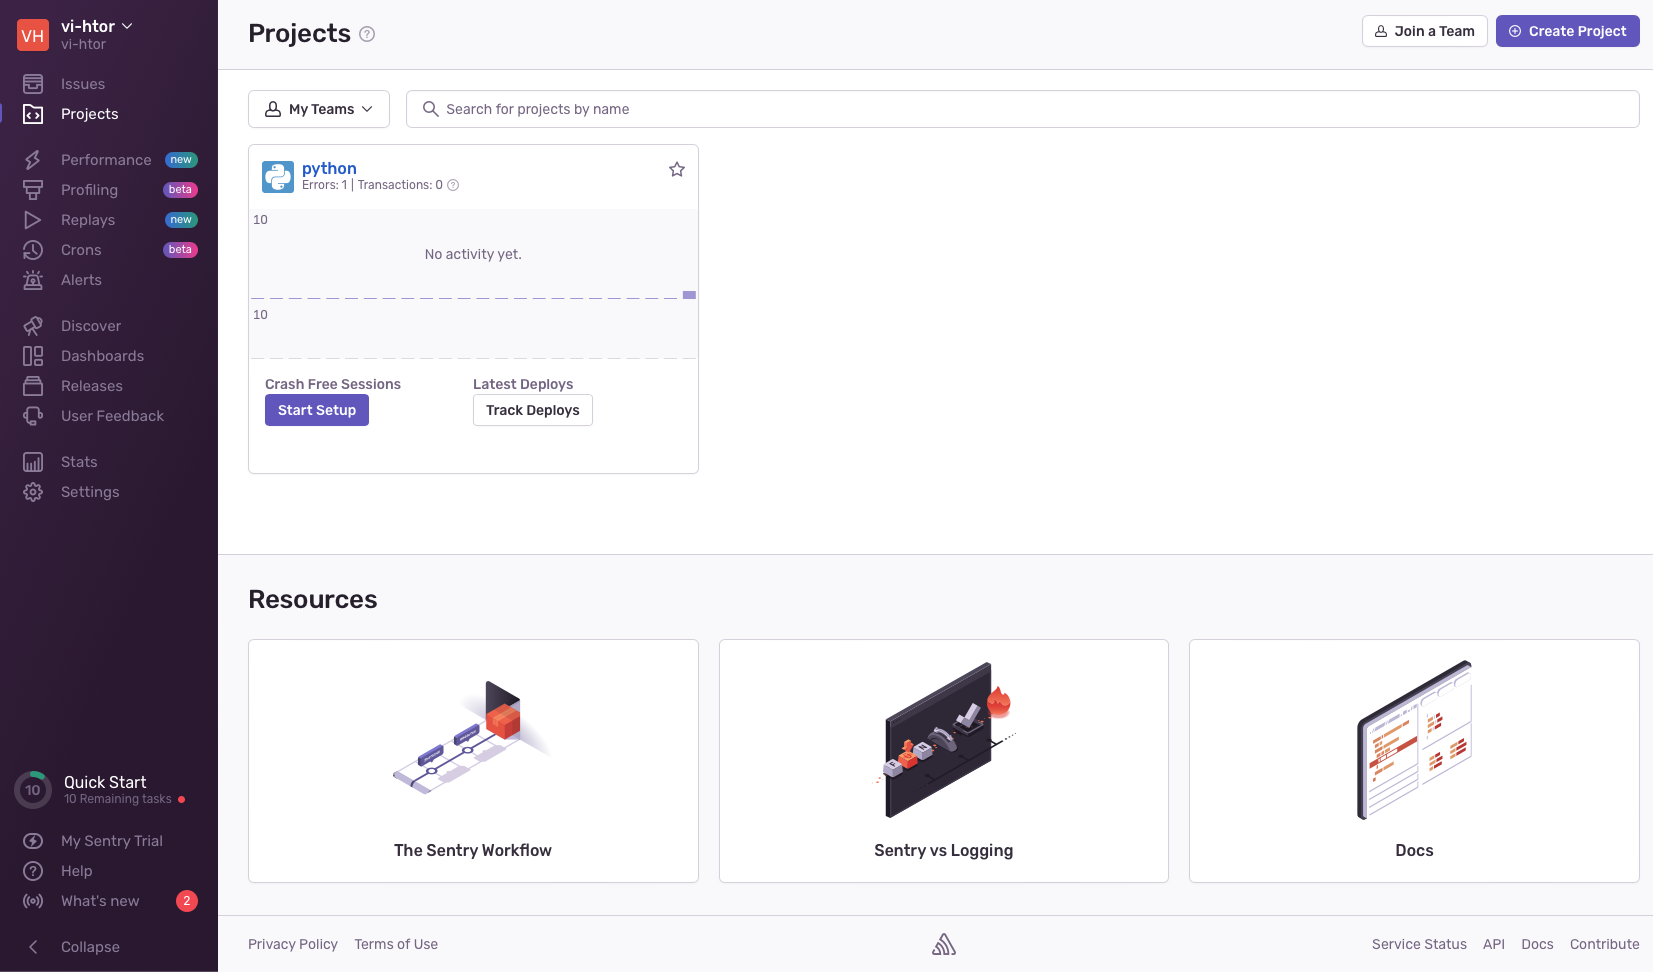 VH
vi-htor
vi-htor
Issues
Projects
Performance new
Profiling beta
Replays new
Crons beta
Alerts
Discover
Dashboards
Releases
User Feedback
Stats
Settings
10
Quick Start
10 Remaining tasks
My Sentry Trial
Help
What's new 2
Collapse
Projects ?
Join a Team
Create Project
My Teams
Search for projects by name
python
Errors: 1 | Transactions: 0 ?
10
No activity yet.
10
Crash Free Sessions
Start Setup
Latest Deploys
Track Deploys
Resources
The Sentry Workflow
Sentry vs Logging
Docs
Privacy Policy Terms of Use
Service Status API Docs Contribute